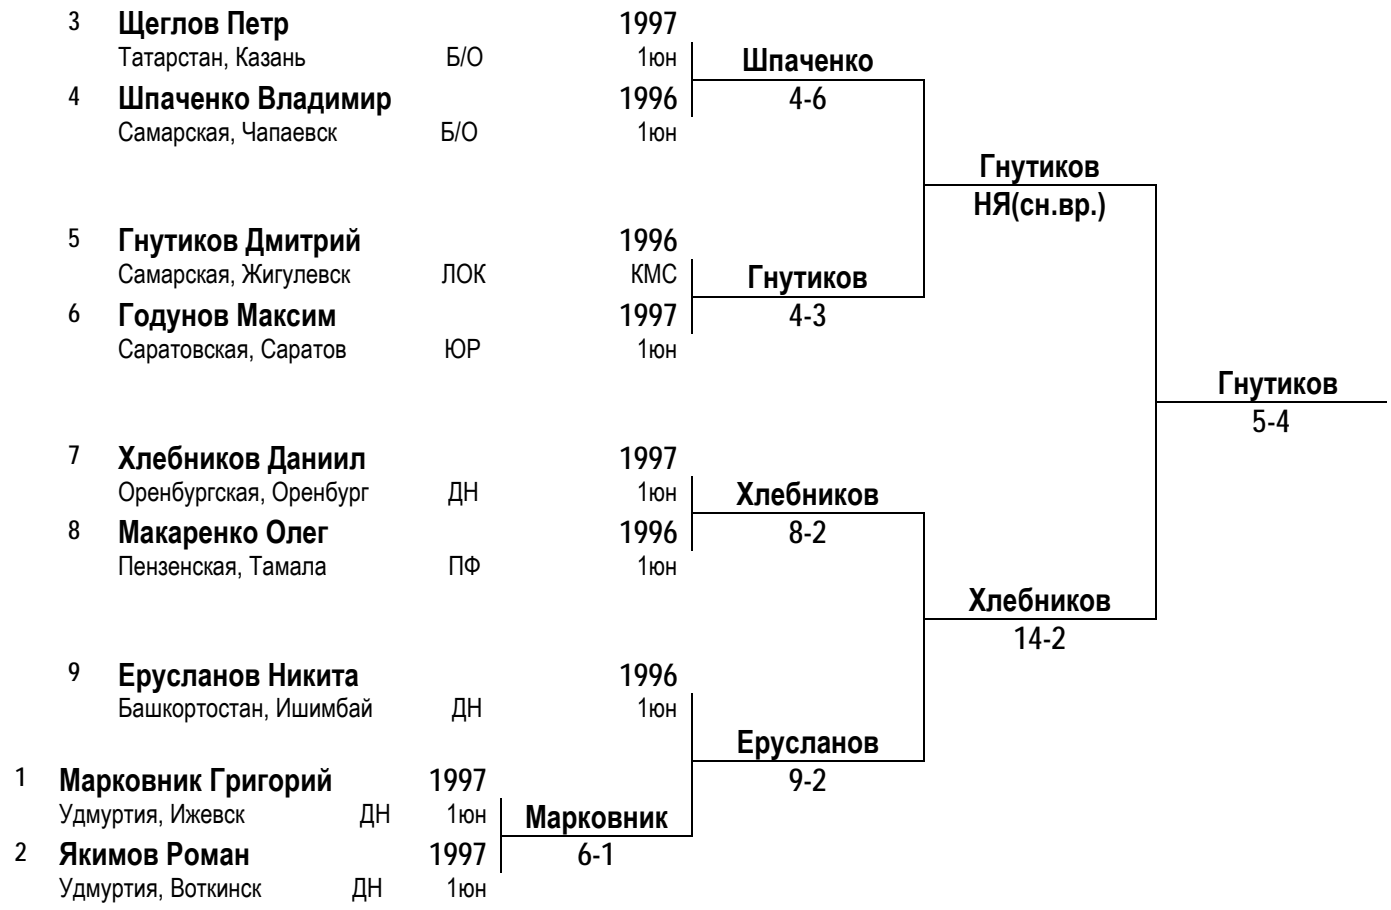 3 Щеглов Петр 1997
Татарстан, Казань Б/О 1юн
Шпаченко
4 Шпаченко Владимир 1996 4-6
Самарская, Чапаевск Б/О 1юн
Гнутиков
НЯ(сн.вр.)
5 Гнутиков Дмитрий 1996
Самарская, Жигулевск ЛОК КМС Гнутиков
6 Годунов Максим 1997 4-3
Саратовская, Саратов ЮР 1юн
Гнутиков
5-4
7 Хлебников Даниил 1997
Оренбургская, Оренбург ДН 1юн Хлебников
8 Макаренко Олег 1996 8-2
Пензенская, Тамала ПФ 1юн
Хлебников
14-2
9 Ерусланов Никита 1996
Башкортостан, Ишимбай ДН 1юн
Ерусланов
1 Марковник Григорий 1997 9-2
Удмуртия, Ижевск ДН 1юн Марковник
2 Якимов Роман 1997 6-1
Удмуртия, Воткинск ДН 1юн